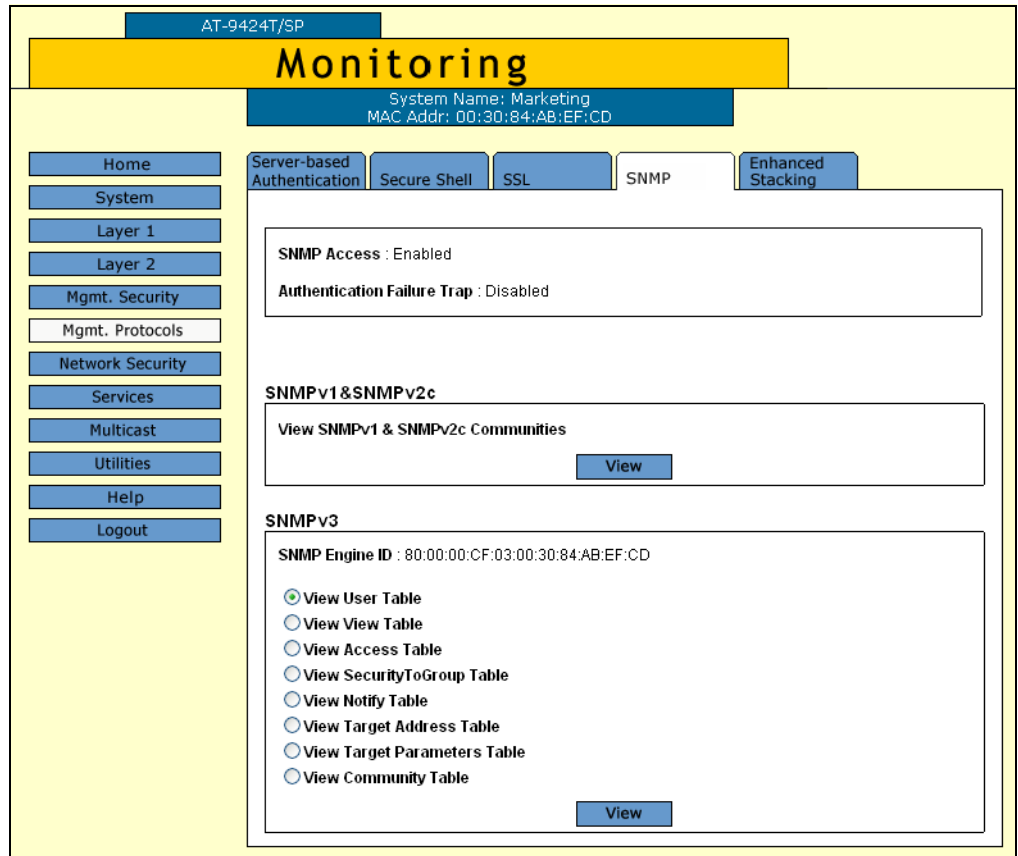 AT-9424T/SP
Monitoring
System Name: Marketing
MAC Addr: 00:30:84:AB:EF:CD
Home
System
Layer 1
Layer 2
Mgmt. Security
Mgmt. Protocols
Network Security
Services
Multicast
Utilities
Help
Logout
Server-based
Authentication
Secure Shell
SSL
SNMP
Enhanced
Stacking
SNMP Access : Enabled
Authentication Failure Trap : Disabled
SNMPv1&SNMPv2c
View SNMPv1 & SNMPv2c Communities
View
SNMPv3
SNMP Engine ID : 80:00:00:CF:03:00:30:84:AB:EF:CD
View User Table
View View Table
View Access Table
View SecurityToGroup Table
View Notify Table
View Target Address Table
View Target Parameters Table
View Community Table
View